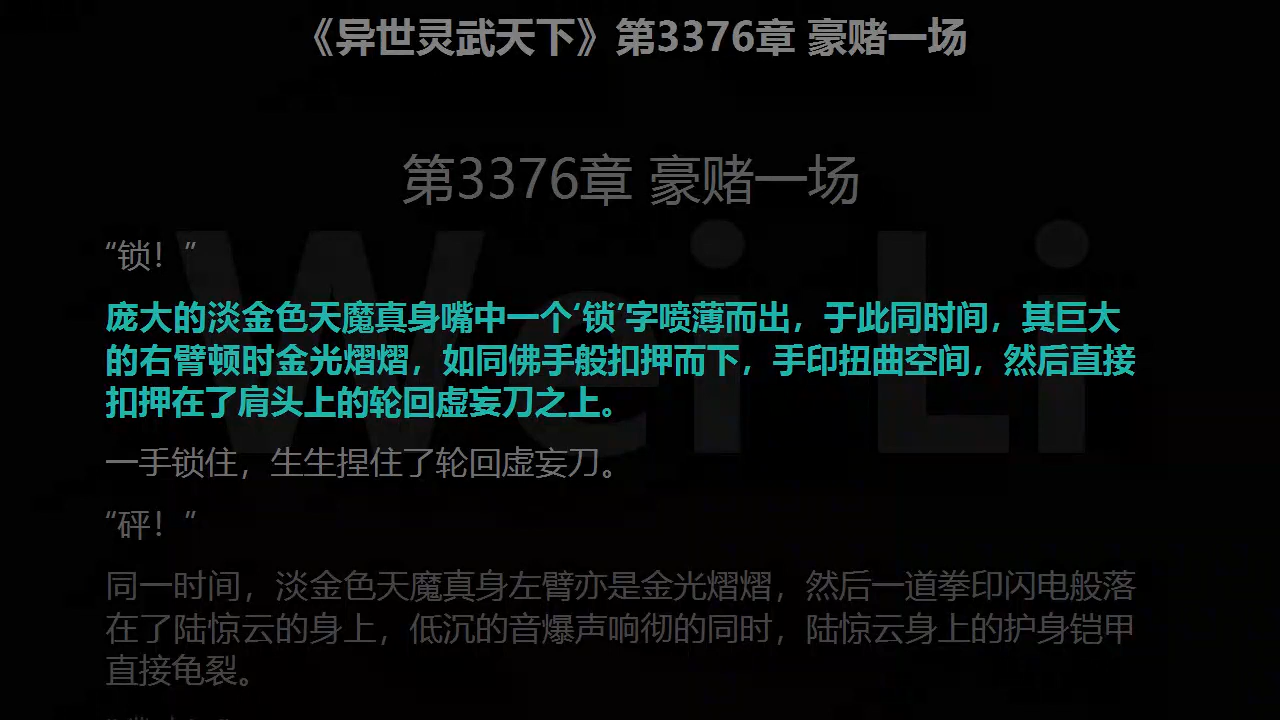 《异世灵武天下》第3376章 豪赌一场
第3376章 豪赌一场
“锁！”
庞大的淡金色天魔真身嘴中一个‘锁’字喷薄而出，于此同时间，其巨大
的右臂顿时金光熠熠，如同佛手般扣押而下，手印扭曲空间，然后直接
扣押在了肩头上的轮回虚妄刀之上。
一手锁住，生生捏住了轮回虚妄刀。
“砰！”
同一时间，淡金色天魔真身左臂亦是金光熠熠，然后一道拳印闪电般落
在了陆惊云的身上，低沉的音爆声响彻的同时，陆惊云身上的护身铠甲
直接龟裂。
Wei Li